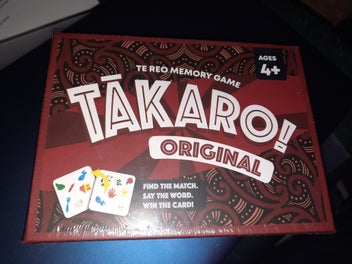 AGES
4+
TE REO MEMORY GAME
TĀKARO!
ORIGINAL
FIND THE MATCH.
SAY THE WORD.
WIN THE CARD!